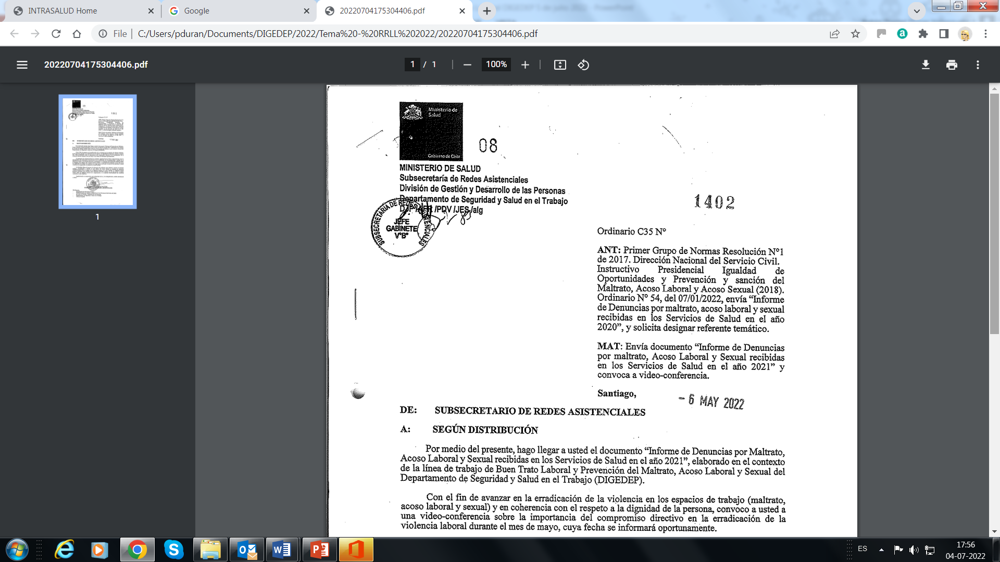 INTRASALUD Home
Google
20220704175304406.pdf
File | C:/Users/pduran/Documents/DIGEDEP/2022/Tema%20-%20RRLL%202022/20220704175304406.pdf
20220704175304406.pdf
1 / 1
100%
1
Ministerio de
Salud
Gobierno de Chile
08
MINISTERIO DE SALUD
Subsecretaría de Redes Asistenciales
División de Gestión y Desarrollo de las Personas
Departamento de Seguridad y Salud en el Trabajo
/PDV /JES/alg
SUBSECRETARIA DE REDES ASISTENCIALES
JEFE
GABINETE
V°B°
1402
Ordinario C35 N°
ANT: Primer Grupo de Normas Resolución N°1
de 2017. Dirección Nacional del Servicio Civil.
Instructivo Presidencial Igualdad de
Oportunidades y Prevención y sanción del
Maltrato, Acoso Laboral y Acoso Sexual (2018).
Ordinario N° 54, del 07/01/2022, envía “Informe
de Denuncias por maltrato, acoso laboral y sexual
recibidas en los Servicios de Salud en el año
2020”, y solicita designar referente temático.
MAT: Envía documento “Informe de Denuncias
por maltrato, Acoso Laboral y Sexual recibidas
en los Servicios de Salud en el año 2021” y
convoca a video-conferencia.
Santiago,
- 6 MAY 2022
DE: SUBSECRETARIO DE REDES ASISTENCIALES
A: SEGÚN DISTRIBUCIÓN
Por medio del presente, hago llegar a usted el documento “Informe de Denuncias por Maltrato,
Acoso Laboral y Sexual recibidas en los Servicios de Salud en el año 2021”, elaborado en el contexto
de la línea de trabajo de Buen Trato Laboral y Prevención del Maltrato, Acoso Laboral y Sexual del
Departamento de Seguridad y Salud en el Trabajo (DIGEDEP).
Con el fin de avanzar en la erradicación de la violencia en los espacios de trabajo (maltrato,
acoso laboral y sexual) y en coherencia con el respeto a la dignidad de la persona, convoco a usted a
una video-conferencia sobre la importancia del compromiso directivo en la erradicación de la
violencia laboral durante el mes de mayo, cuya fecha se informará oportunamente.
ES
17:56
04-07-2022